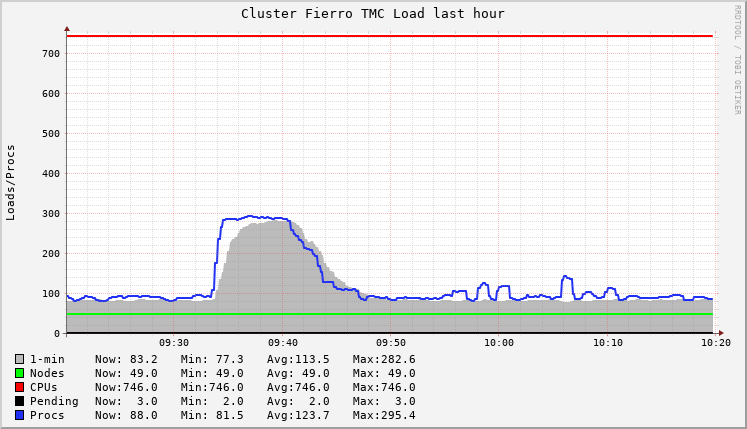 Cluster Fierro TMC Load last hour
RRDTOOL / TOBI OETIKER
Loads/Procs
700
600
500
400
300
200
100
0
09:30 09:40 09:50 10:00 10:10 10:20
1-min Now: 83.2 Min: 77.3 Avg:113.5 Max:282.6
Nodes Now: 49.0 Min: 49.0 Avg: 49.0 Max: 49.0
CPUs Now:746.0 Min:746.0 Avg:746.0 Max:746.0
Pending Now: 3.0 Min: 2.0 Avg: 2.0 Max: 3.0
Procs Now: 88.0 Min: 81.5 Avg:123.7 Max:295.4